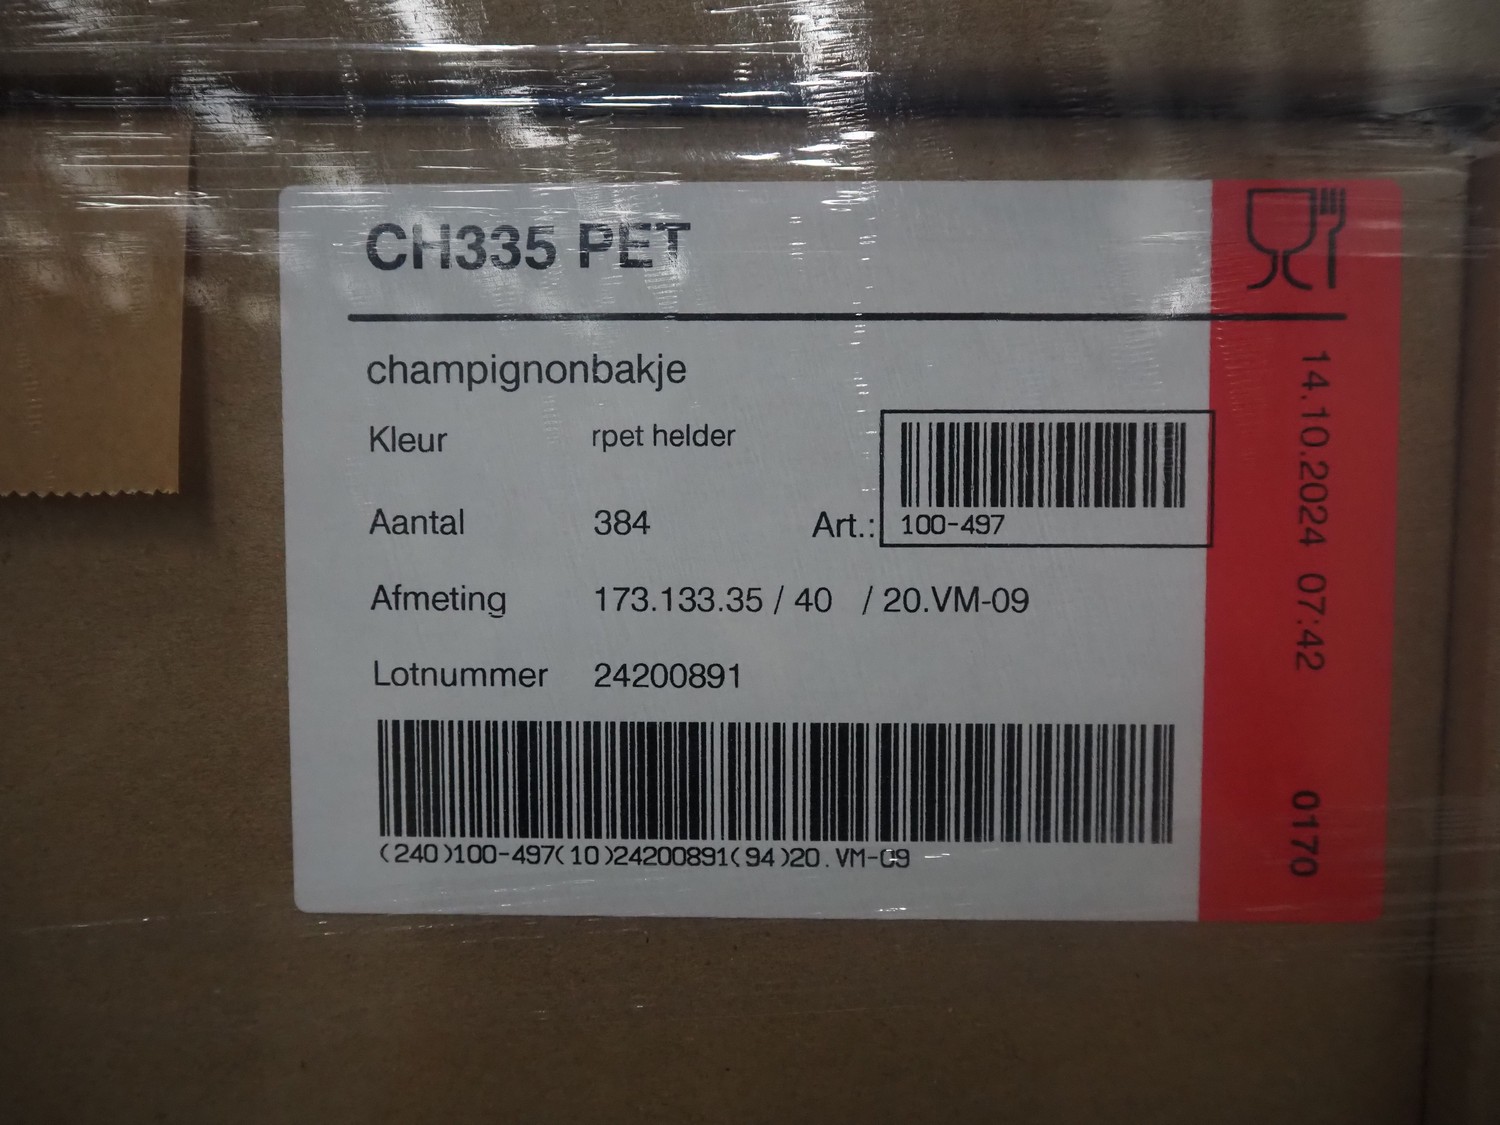 CH335 PET
champignonbakje
Kleur rpet helder
Aantal 384 Art.: 100-497
Afmeting 173.133.35 / 40 / 20.VM-09
Lotnummer 24200891
(240)100-497(10)24200891(94)20.VM-09
14.10.2024 07:42
0170